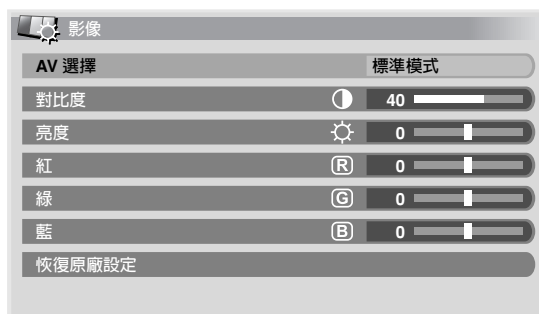 影像
AV 選擇 標準模式
對比度 40
亮度 0
紅 R 0
綠 G 0
藍 B 0
恢復原廠設定